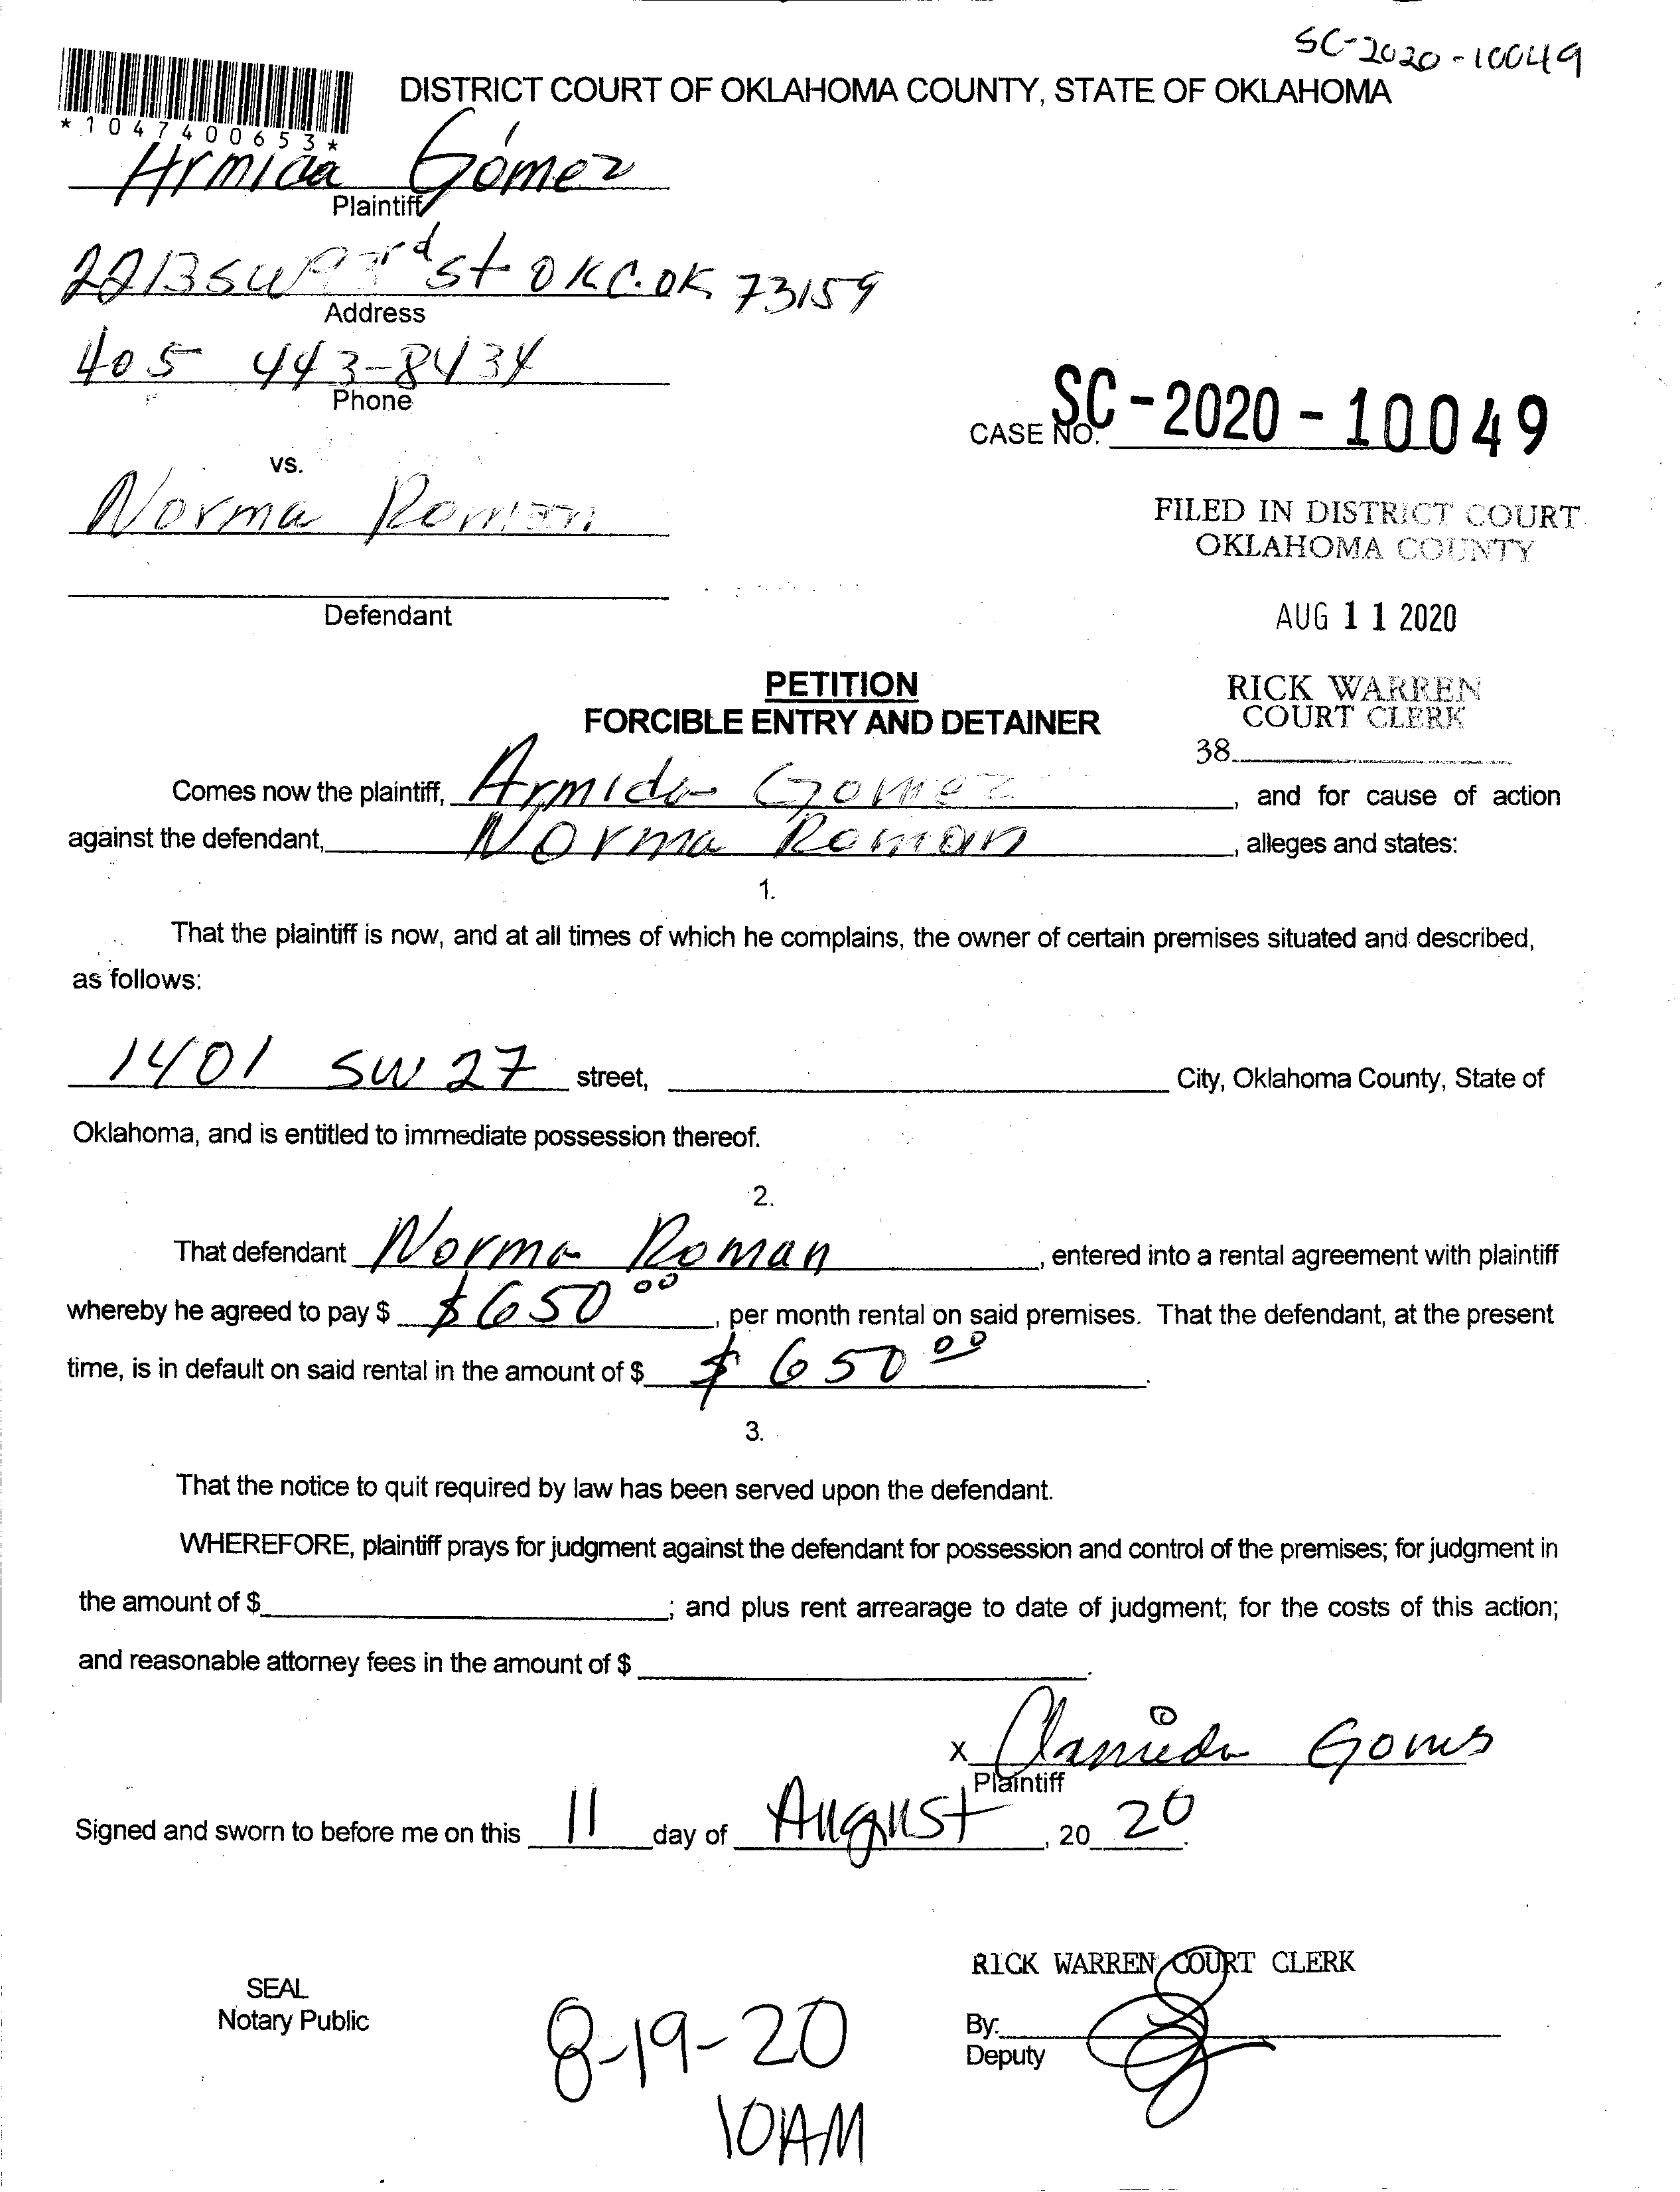 SC-2020-10049
DISTRICT COURT OF OKLAHOMA COUNTY, STATE OF OKLAHOMA
*1047400653*
Armida Gómez
Plaintiff
2213 SW 93rd St OKC. OK 73159
Address
405 443-8434
Phone
CASE NO. SC-2020-10049
vs.
Norma Roman
FILED IN DISTRICT COURT
OKLAHOMA COUNTY
Defendant
AUG 11 2020
PETITION
FORCIBLE ENTRY AND DETAINER
RICK WARREN
COURT CLERK
38
Comes now the plaintiff, Armida Gomez, and for cause of action
against the defendant, Norma Roman, alleges and states:
1.
That the plaintiff is now, and at all times of which he complains, the owner of certain premises situated and described,
as follows:
1401 SW 27 street, City, Oklahoma County, State of
Oklahoma, and is entitled to immediate possession thereof.
2.
That defendant Norma Roman, entered into a rental agreement with plaintiff
whereby he agreed to pay $ $650 00, per month rental on said premises. That the defendant, at the present
time, is in default on said rental in the amount of $ $650 00.
3.
That the notice to quit required by law has been served upon the defendant.
WHEREFORE, plaintiff prays for judgment against the defendant for possession and control of the premises; for judgment in
the amount of $ ; and plus rent arrearage to date of judgment; for the costs of this action;
and reasonable attorney fees in the amount of $ .
x Armida Gomez
Plaintiff
Signed and sworn to before me on this 11 day of August, 20 20.
RICK WARREN COURT CLERK
SEAL
Notary Public
By:
Deputy
8-19-20
10AM